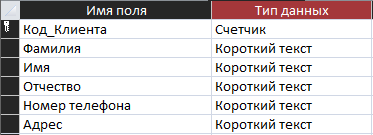 Имя поля Тип данных
Код_Клиента Счетчик
Фамилия Короткий текст
Имя Короткий текст
Отчество Короткий текст
Номер телефона Короткий текст
Адрес Короткий текст